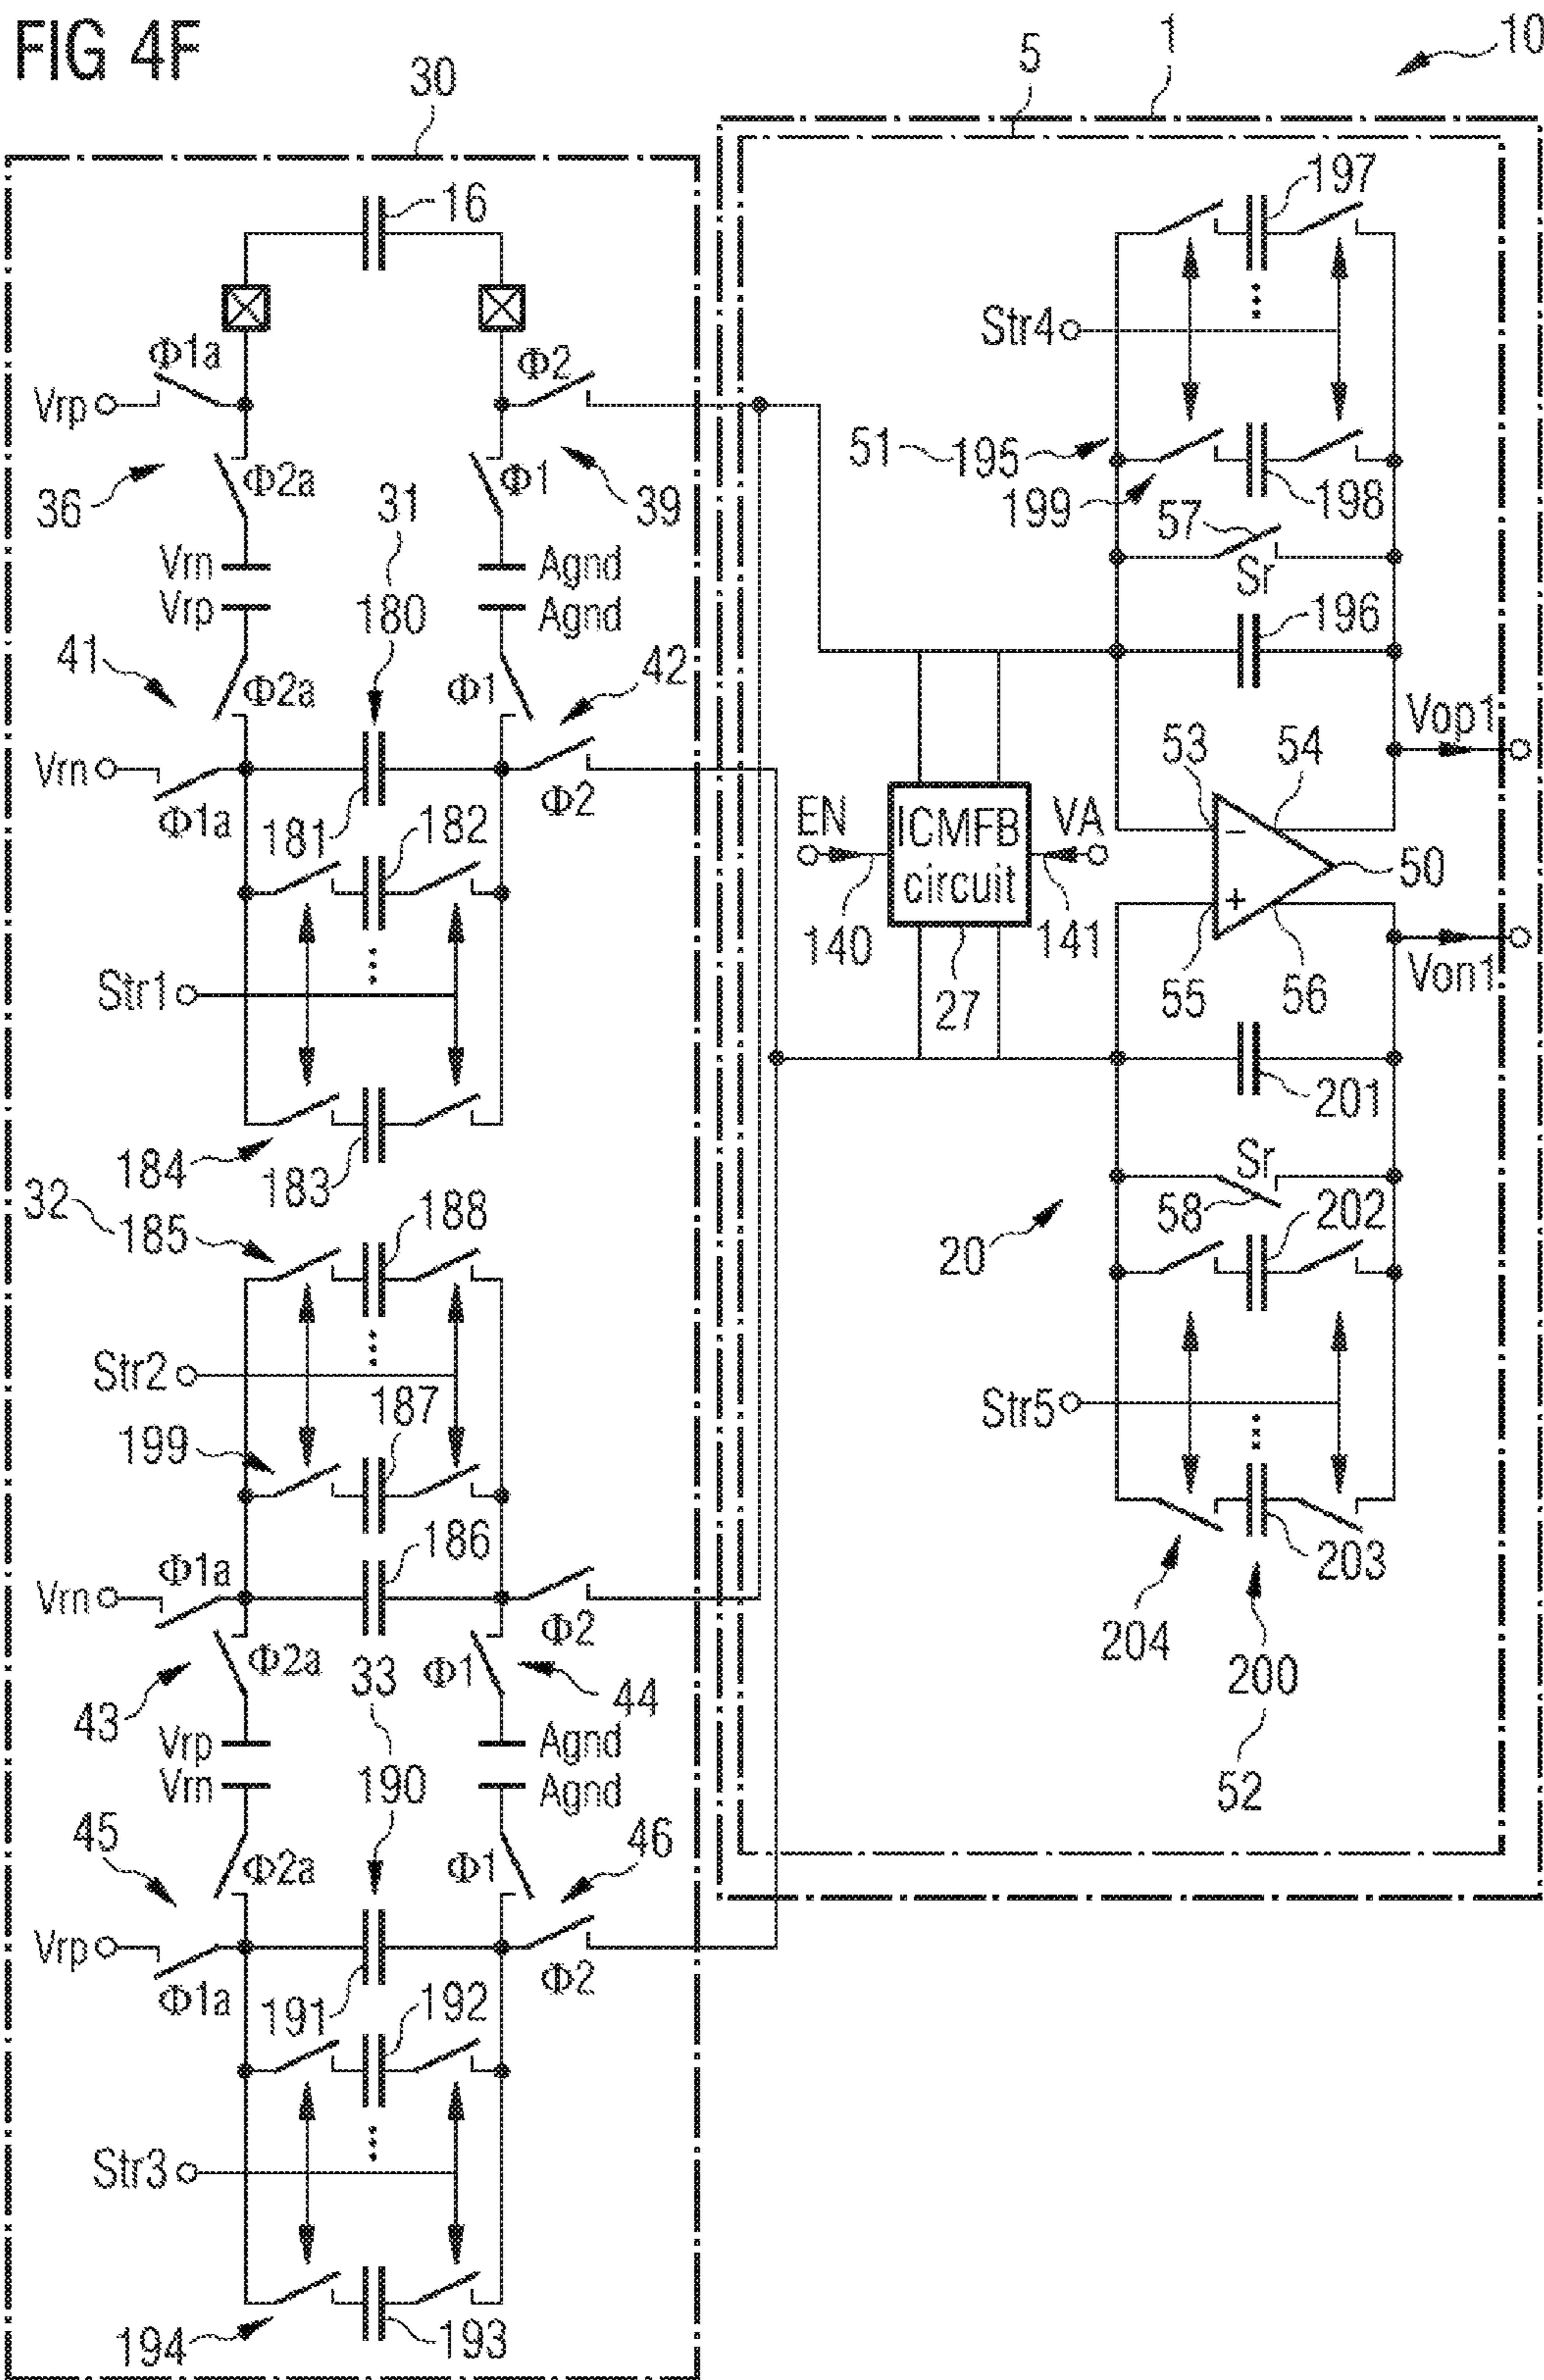 FIG 4F
10
1
5
30
16
197
Φ1a
Φ2
Vrp
Str4
36
Φ2a
Φ1
39
51
195
199
198
31
57
Sr
Vrn
Agnd
Vrp
180
Agnd
196
41
Φ2a
Φ1
42
Vop1
Vrn
Φ1a
Φ2
53
54
181
182
EN
ICMFB
circuit
VA
−
+
50
140
141
27
55
56
Von1
Str1
201
184
183
Sr
58
202
32
185
188
20
Str2
187
Str5
199
186
203
Φ1a
Vrn
Φ2
204
200
Φ2a
33
Φ1
44
43
52
Vrp
Agnd
Vrn
190
Agnd
45
Φ2a
Φ1
46
Vrp
Φ1a
Φ2
191
192
Str3
194
193